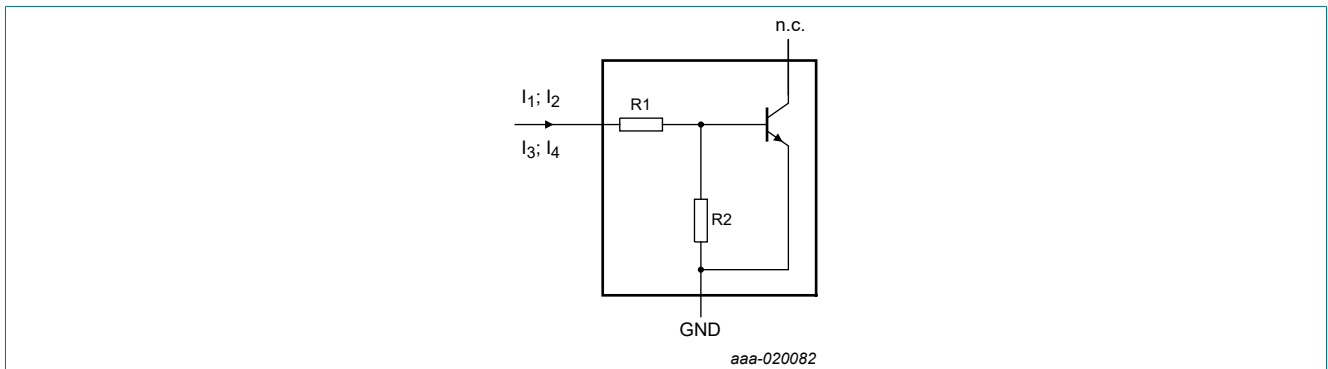 n.c.
I1; I2
R1
I3; I4
R2
GND
aaa-020082